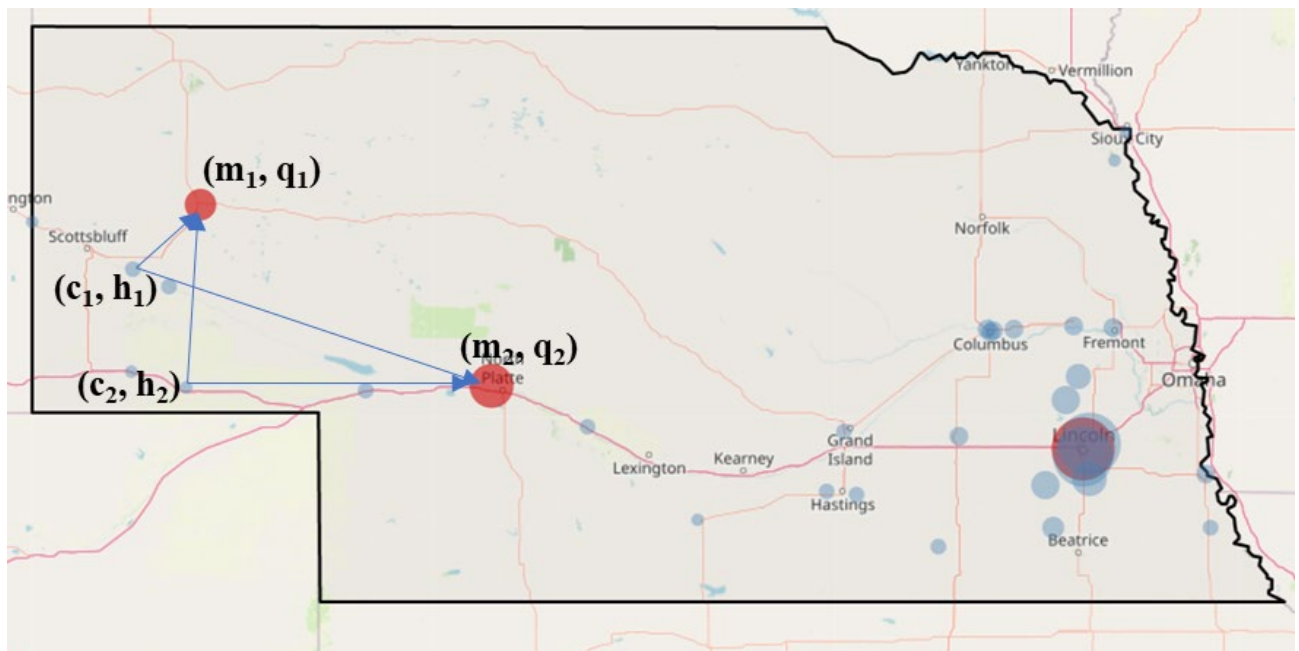 Yankton
Vermillion
Sioux City
(m₁, q₁)
ngton
Scottsbluff
Norfolk
(c₁, h₁)
(m₂, q₂)
North
Platte
(c₂, h₂)
Columbus
Fremont
Omaha
Lincoln
Grand
Island
Lexington
Kearney
Hastings
Beatrice